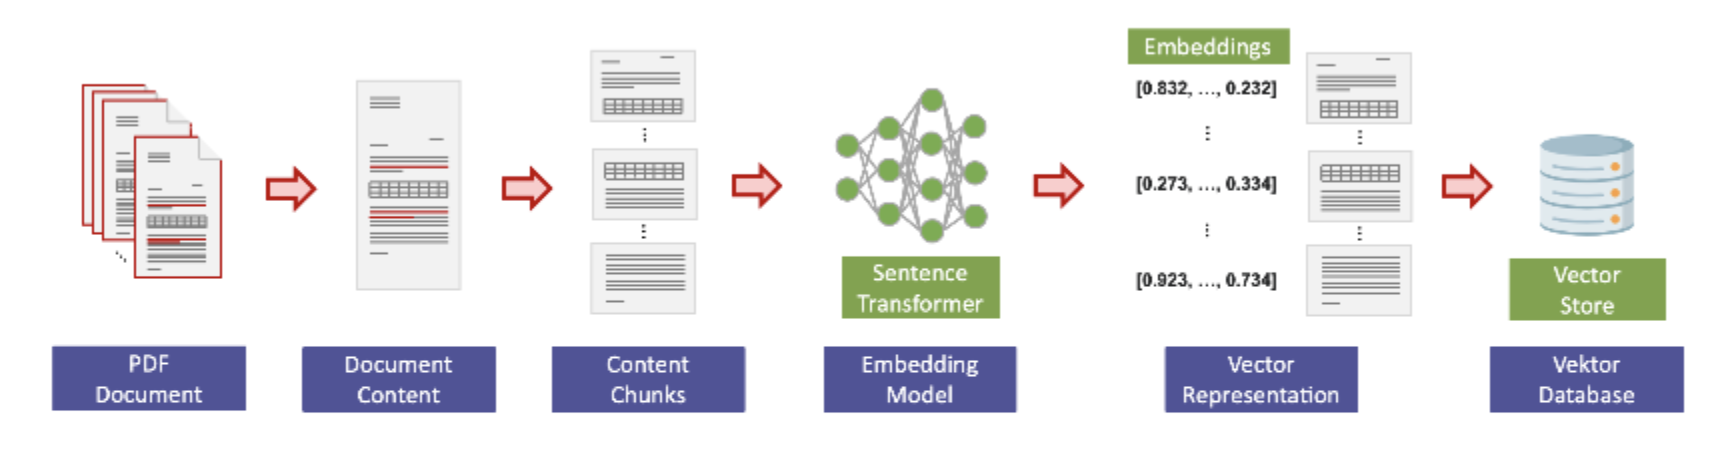 Embeddings
[0.832, ..., 0.232]
[0.273, ..., 0.334]
[0.923, ..., 0.734]
Sentence
Transformer
Vector
Store
PDF
Document
Document
Content
Content
Chunks
Embedding
Model
Vector
Representation
Vektor
Database